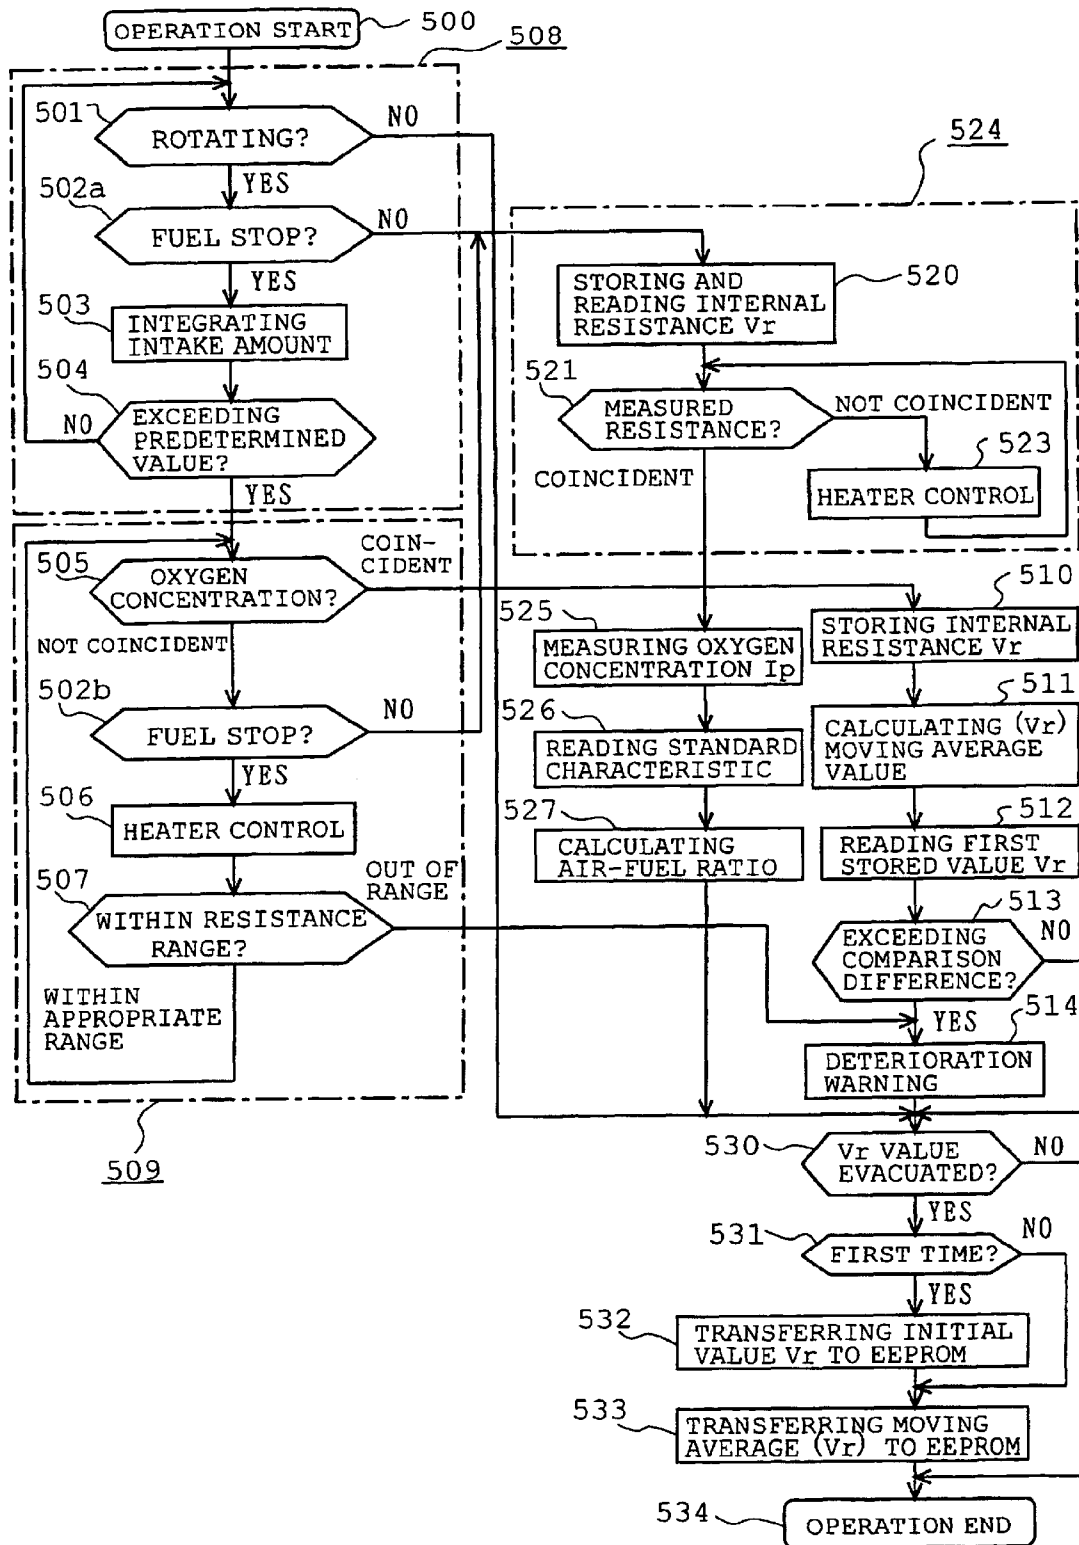 OPERATION START
500
508
501
ROTATING?
NO
YES
502a
FUEL STOP?
NO
YES
503
INTEGRATING
INTAKE AMOUNT
504
NO
EXCEEDING
PREDETERMINED
VALUE?
YES
505
OXYGEN
CONCENTRATION?
COIN-
CIDENT
NOT COINCIDENT
502b
FUEL STOP?
NO
YES
506
HEATER CONTROL
507
WITHIN RESISTANCE
RANGE?
OUT OF
RANGE
WITHIN
APPROPRIATE
RANGE
509
524
520
STORING AND
READING INTERNAL
RESISTANCE Vr
521
MEASURED
RESISTANCE?
NOT COINCIDENT
523
HEATER CONTROL
COINCIDENT
525
MEASURING OXYGEN
CONCENTRATION Ip
526
READING STANDARD
CHARACTERISTIC
527
CALCULATING
AIR-FUEL RATIO
510
STORING INTERNAL
RESISTANCE Vr
511
CALCULATING (Vr)
MOVING AVERAGE
VALUE
512
READING FIRST
STORED VALUE Vr
513
EXCEEDING
COMPARISON
DIFFERENCE?
NO
YES
514
DETERIORATION
WARNING
530
Vr VALUE
EVACUATED?
NO
YES
531
FIRST TIME?
NO
YES
532
TRANSFERRING INITIAL
VALUE Vr TO EEPROM
533
TRANSFERRING MOVING
AVERAGE (Vr) TO EEPROM
534
OPERATION END